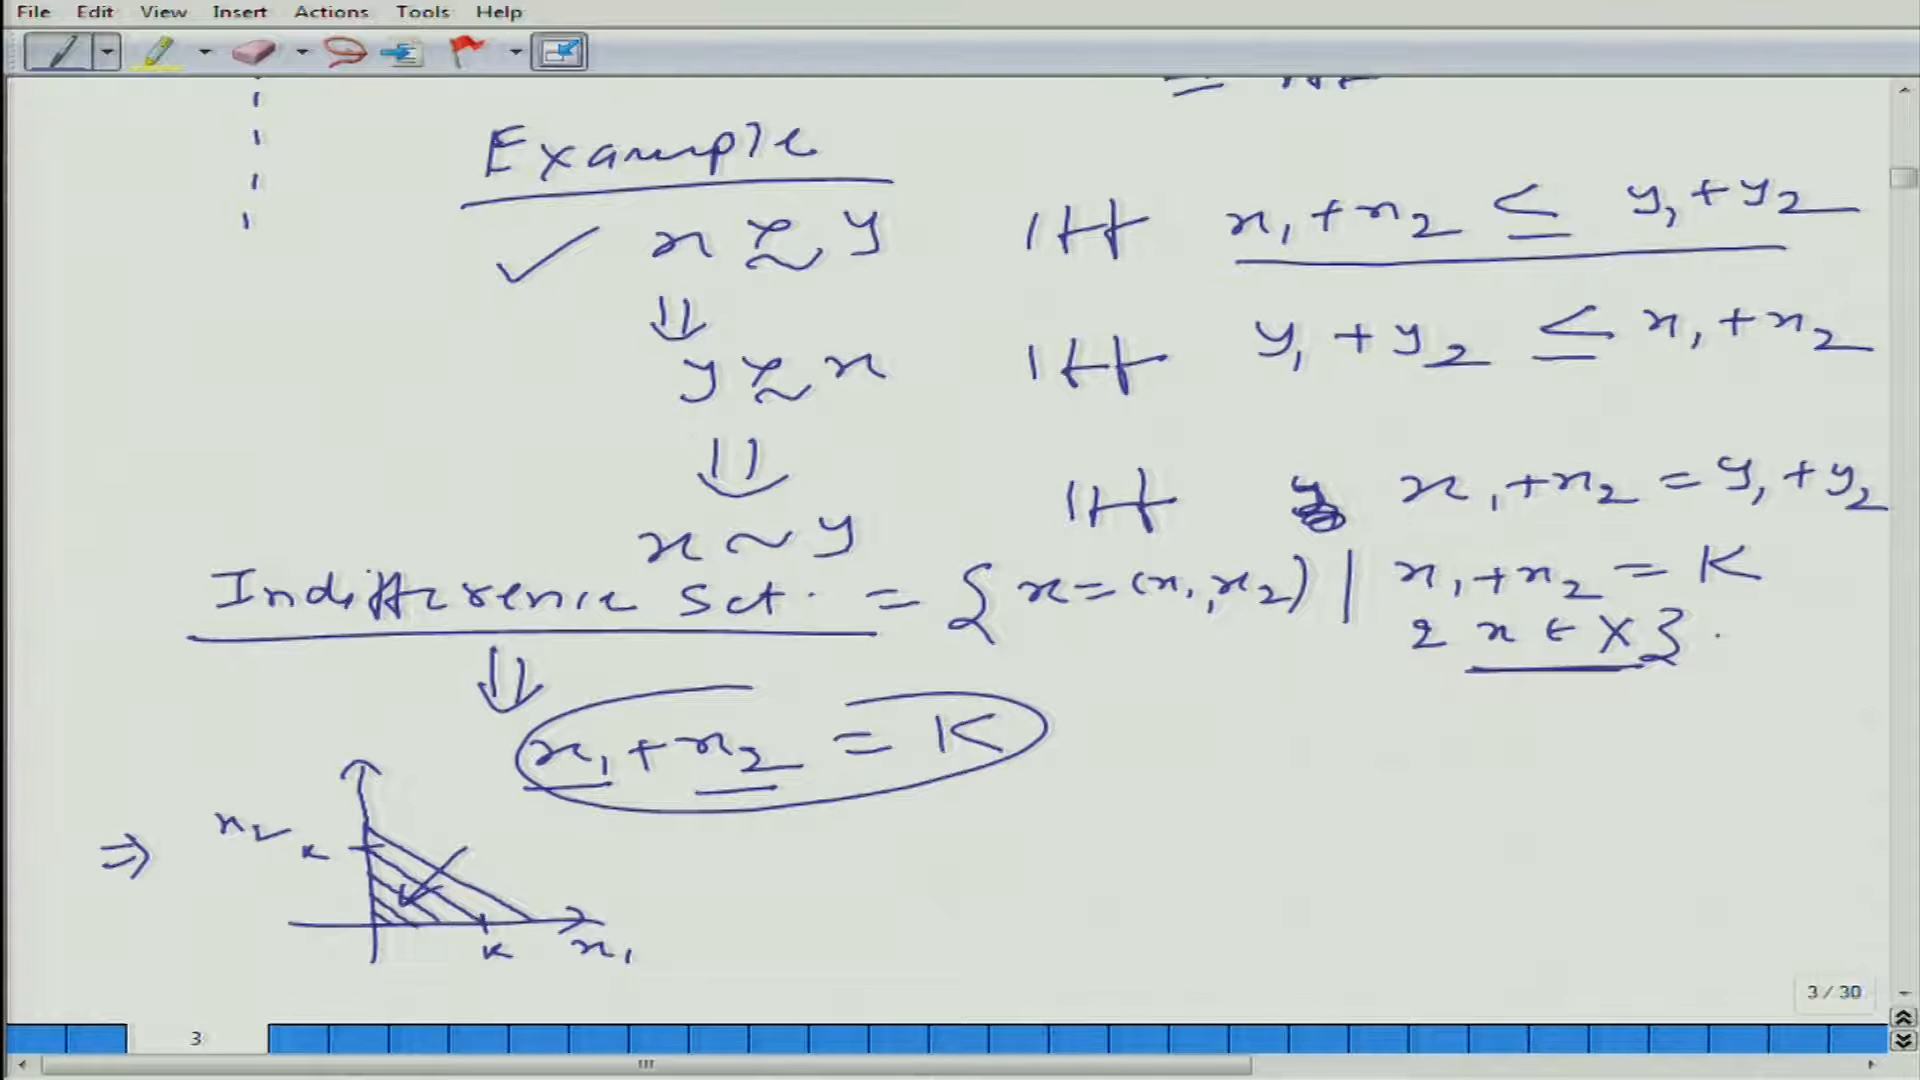 File Edit View Insert Actions Tools Help
Example
✓ x ≿ y iff x₁ + x₂ ≤ y₁ + y₂
⇓
y ≿ x iff y₁ + y₂ ≤ x₁ + x₂
⇓
x ~ y iff x₁ + x₂ = y₁ + y₂
Indifference Set = { x = (x₁, x₂) | x₁ + x₂ = K
& x ∈ X }.
⇓
x₁ + x₂ = K
⇒ x₂ K
K x₁
3 / 30
3